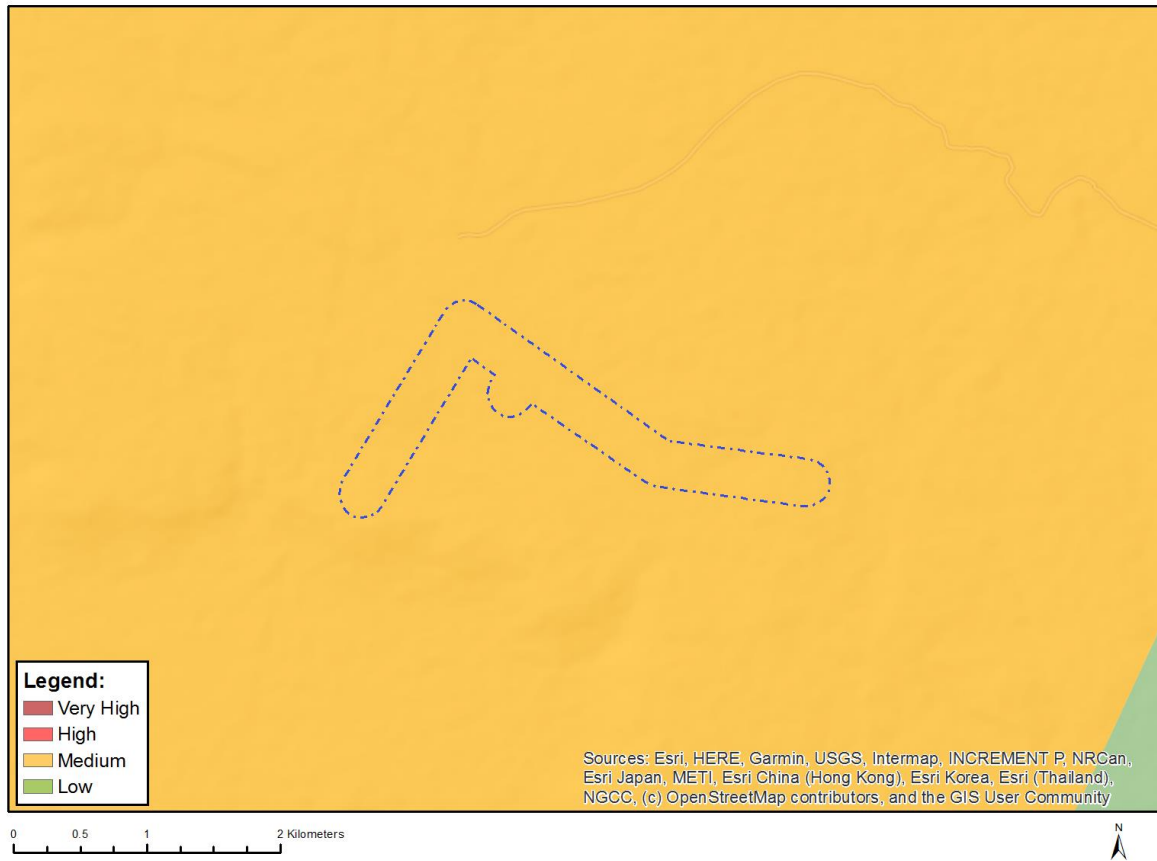 Legend:
Very High
High
Medium
Low
Sources: Esri, HERE, Garmin, USGS, Intermap, INCREMENT P, NRCan,
Esri Japan, METI, Esri China (Hong Kong), Esri Korea, Esri (Thailand),
NGCC, (c) OpenStreetMap contributors, and the GIS User Community
0 0.5 1 2 Kilometers
N